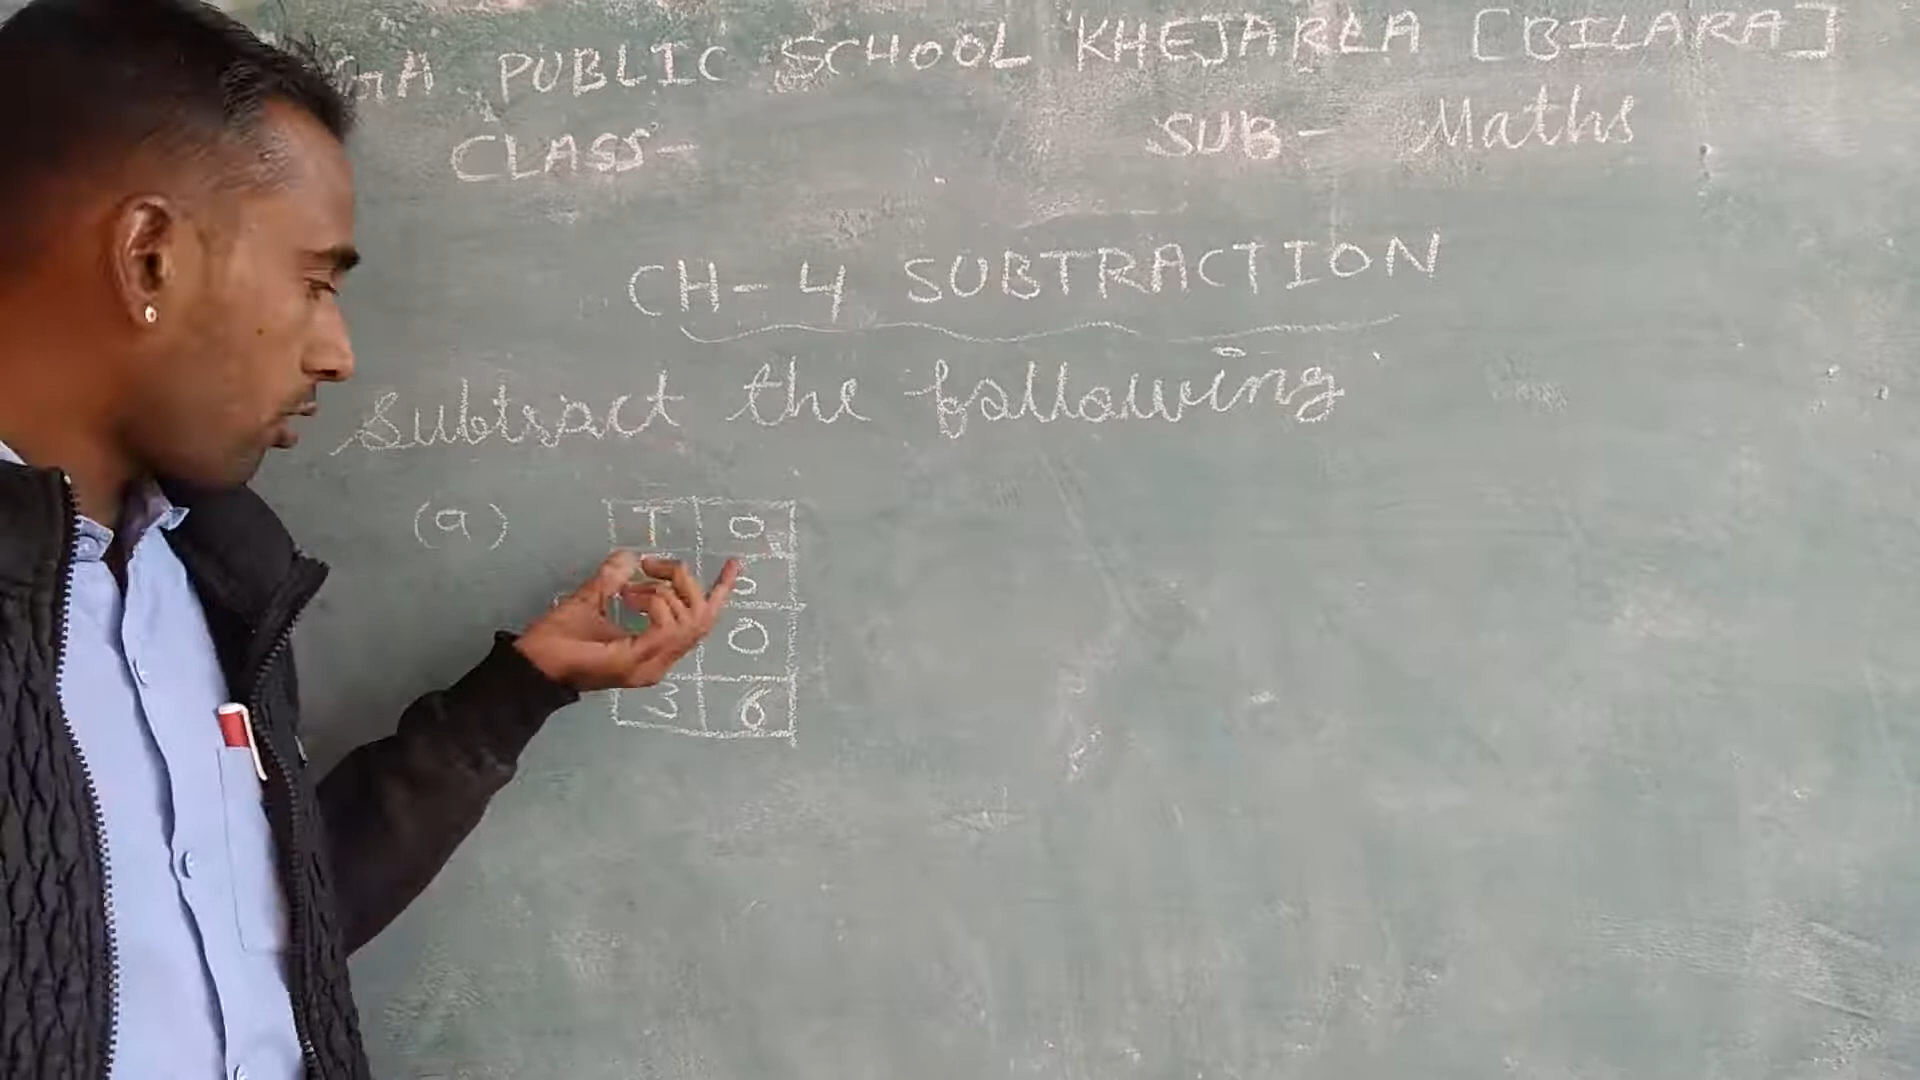 PUBLIC SCHOOL KHEJARLA [BILARA]
CLASS- SUB- Maths
CH-4 SUBTRACTION
Subtract the following
(a) T O
0
3 6